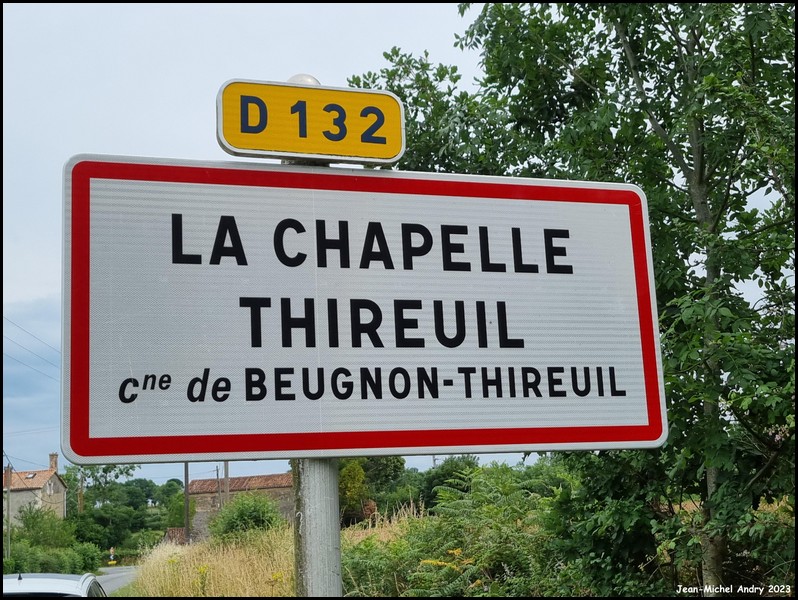 D 132
LA CHAPELLE
THIREUIL
cne de BEUGNON-THIREUIL
Jean-Michel Andry 2023